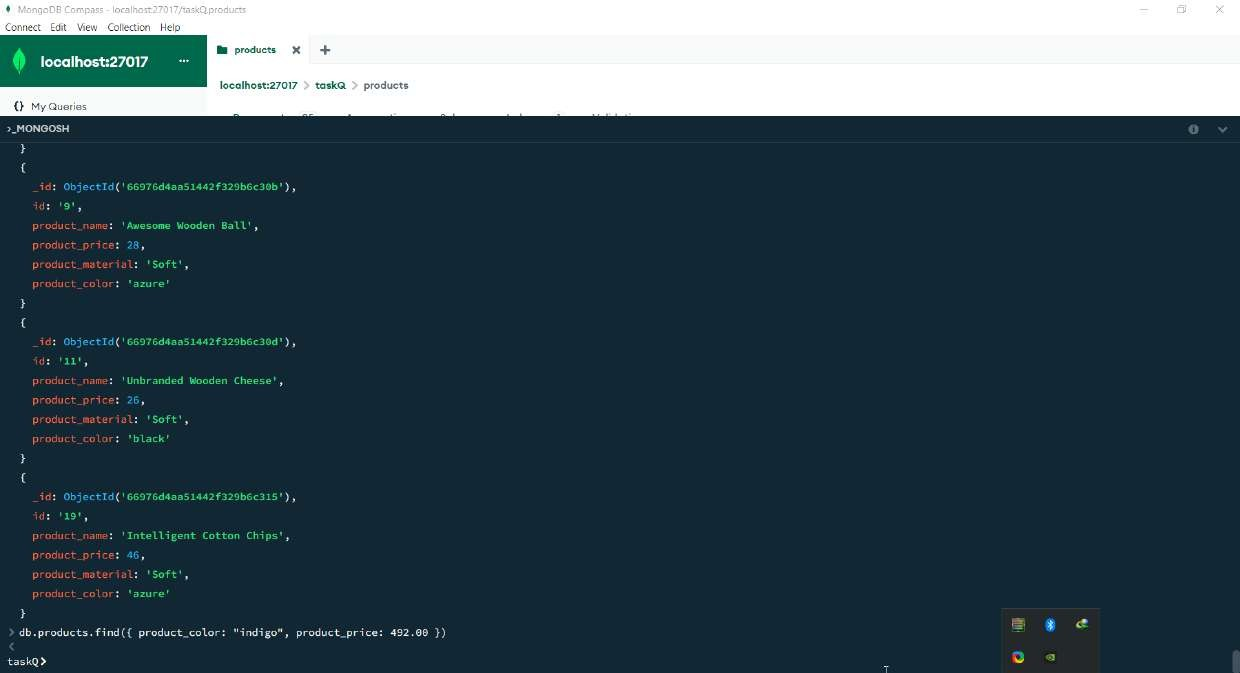 MongoDB Compass - localhost:27017/taskQ.products
Connect Edit View Collection Help
localhost:27017 ...
products
localhost:27017 > taskQ > products
{} My Queries
>_MONGOSH
}
{
_id: ObjectId('66976d4aa51442f329b6c30b'),
id: '9',
product_name: 'Awesome Wooden Ball',
product_price: 28,
product_material: 'Soft',
product_color: 'azure'
}
{
_id: ObjectId('66976d4aa51442f329b6c30d'),
id: '11',
product_name: 'Unbranded Wooden Cheese',
product_price: 26,
product_material: 'Soft',
product_color: 'black'
}
{
_id: ObjectId('66976d4aa51442f329b6c315'),
id: '19',
product_name: 'Intelligent Cotton Chips',
product_price: 46,
product_material: 'Soft',
product_color: 'azure'
}
> db.products.find({ product_color: "indigo", product_price: 492.00 })
<
taskQ>